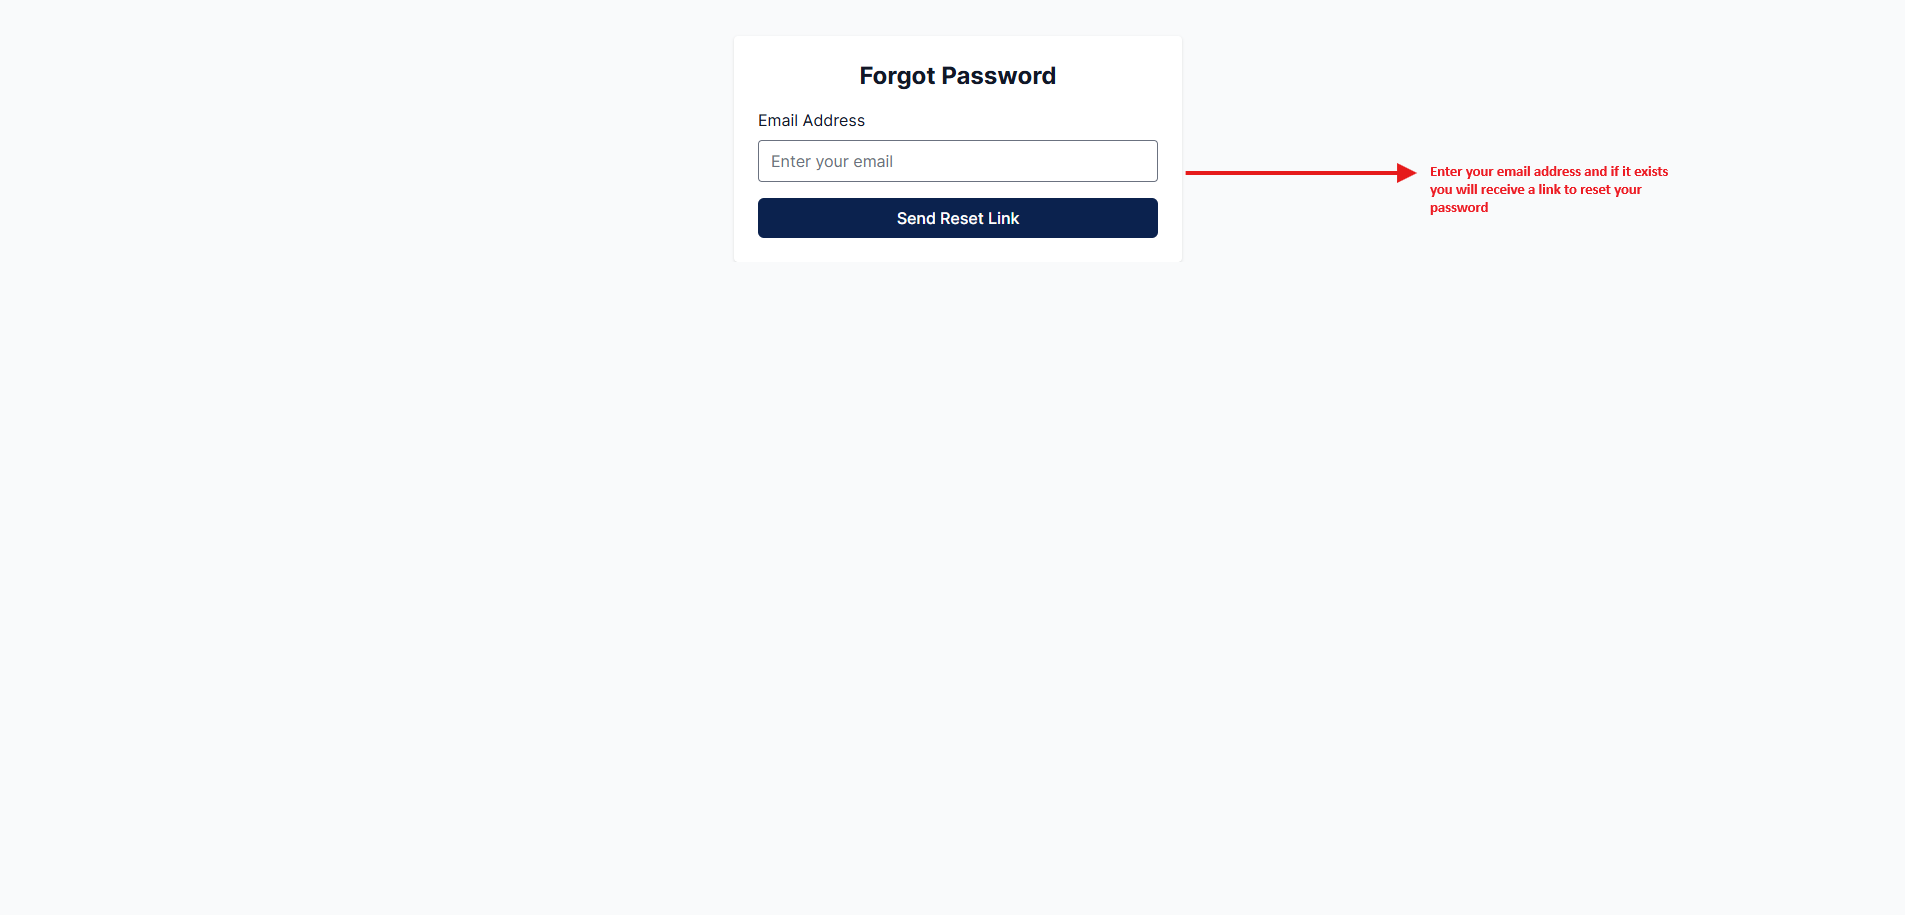 Forgot Password
Email Address
Enter your email
Send Reset Link
Enter your email address and if it exists
you will receive a link to reset your
password